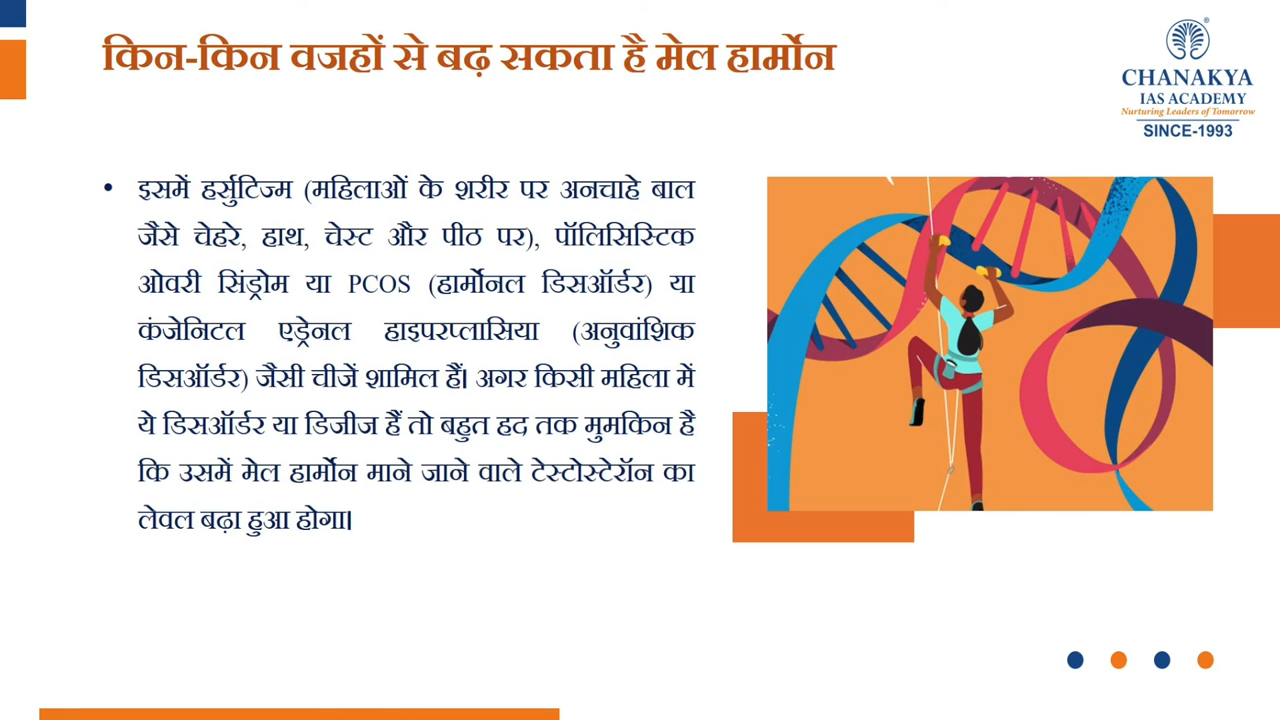 किन-किन वजहों से बढ़ सकता है मेल हार्मोन
CHANAKYA
IAS ACADEMY
Nurturing Leaders of Tomorrow
SINCE-1993
• इसमें हर्सुटिज्म (महिलाओं के शरीर पर अनचाहे बाल
जैसे चेहरे, हाथ, चेस्ट और पीठ पर), पॉलिसिस्टिक
ओवरी सिंड्रोम या PCOS (हार्मोनल डिसऑर्डर) या
कंजेनिटल एड्रेनल हाइपरप्लासिया (अनुवांशिक
डिसऑर्डर) जैसी चीजें शामिल हैं। अगर किसी महिला में
ये डिसऑर्डर या डिजीज हैं तो बहुत हद तक मुमकिन है
कि उसमें मेल हार्मोन माने जाने वाले टेस्टोस्टेरॉन का
लेवल बढ़ा हुआ होगा।